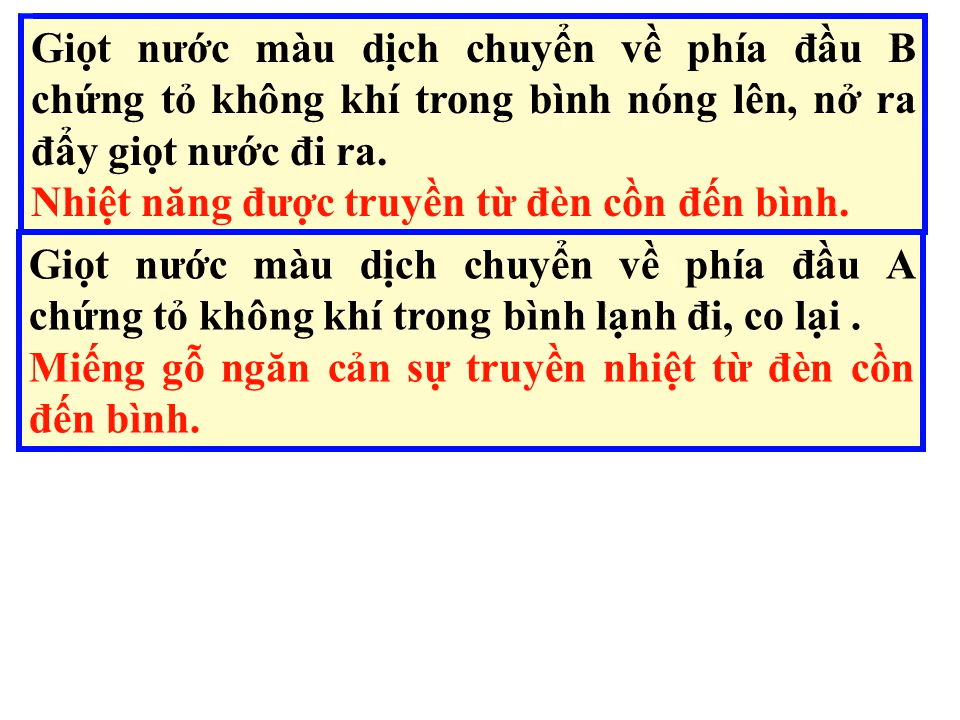 Giọt nước màu dịch chuyển về phía đầu B
chứng tỏ không khí trong bình nóng lên, nở ra
đẩy giọt nước đi ra.
Nhiệt năng được truyền từ đèn cồn đến bình.
Giọt nước màu dịch chuyển về phía đầu A
chứng tỏ không khí trong bình lạnh đi, co lại .
Miếng gỗ ngăn cản sự truyền nhiệt từ đèn cồn
đến bình.